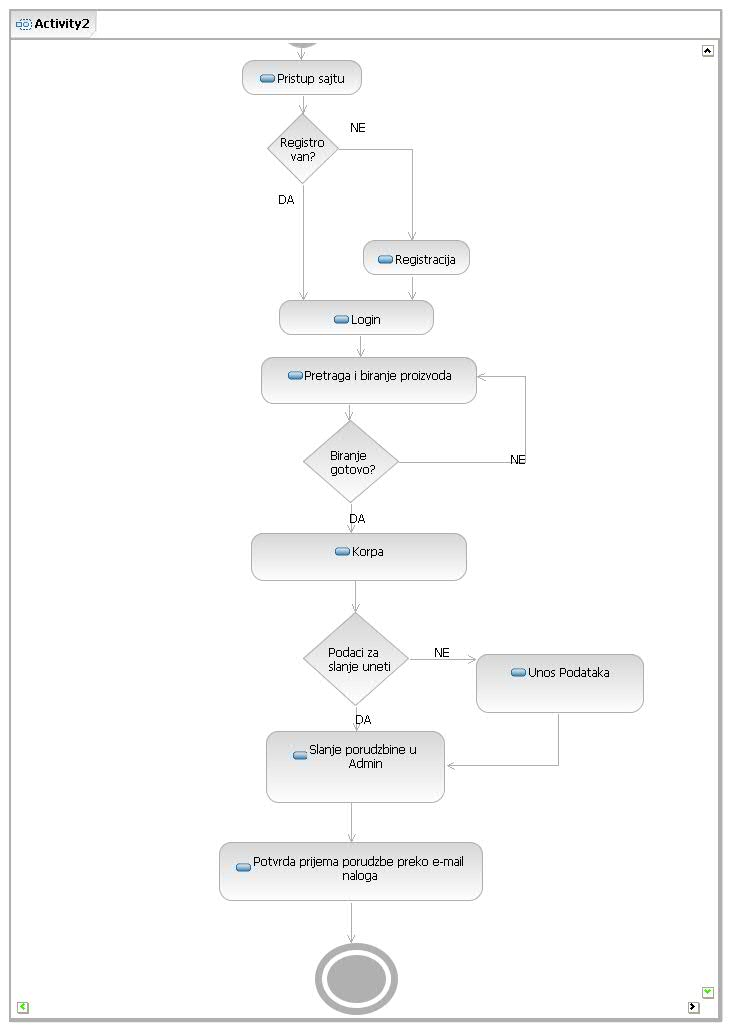 Activity2
Pristup sajtu
NE
Registro
van?
DA
Registracija
Login
Pretraga i biranje proizvoda
Biranje
gotovo?
NE
DA
Korpa
Podaci za
slanje uneti
NE
Unos Podataka
DA
Slanje porudzbine u
Admin
Potvrda prijema porudzbe preko e-mail
naloga